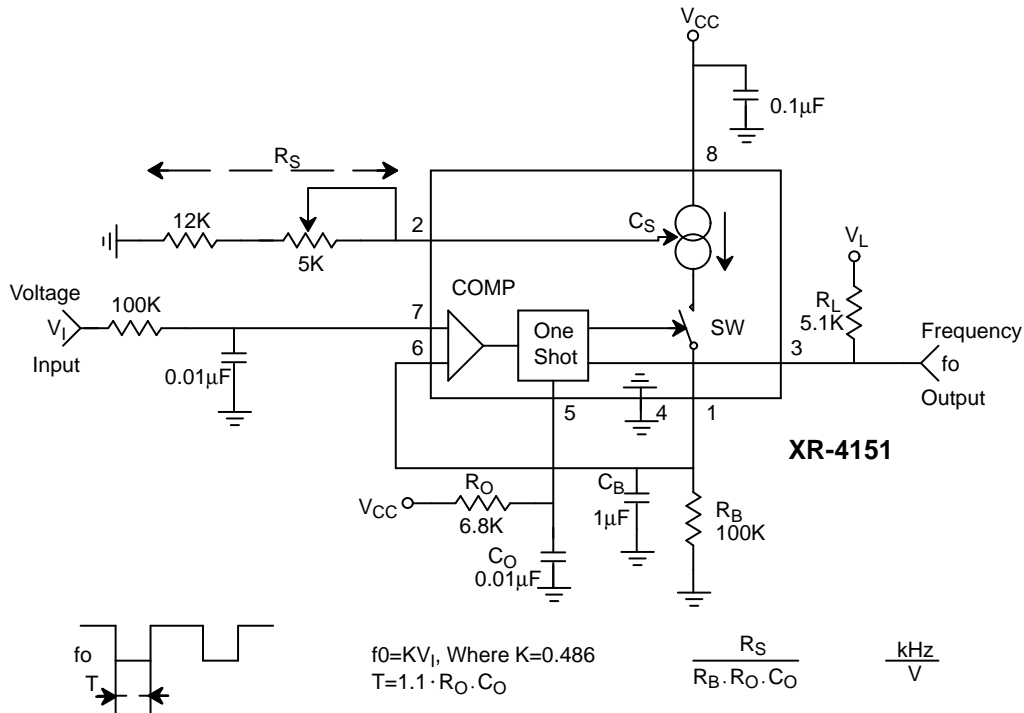 VCC
0.1µF
8
RS
2
12K
5K
CS
Voltage
VI
Input
100K
0.01µF
7
6
COMP
One
Shot
SW
VL
RL
5.1K
3
Frequency
fo
Output
5
4
1
XR-4151
VCC
RO
6.8K
CO
0.01µF
CB
1µF
RB
100K
fo
T
f0=KVI, Where K=0.486
RS
RB.RO.CO
kHz
V
T=1.1·RO.CO